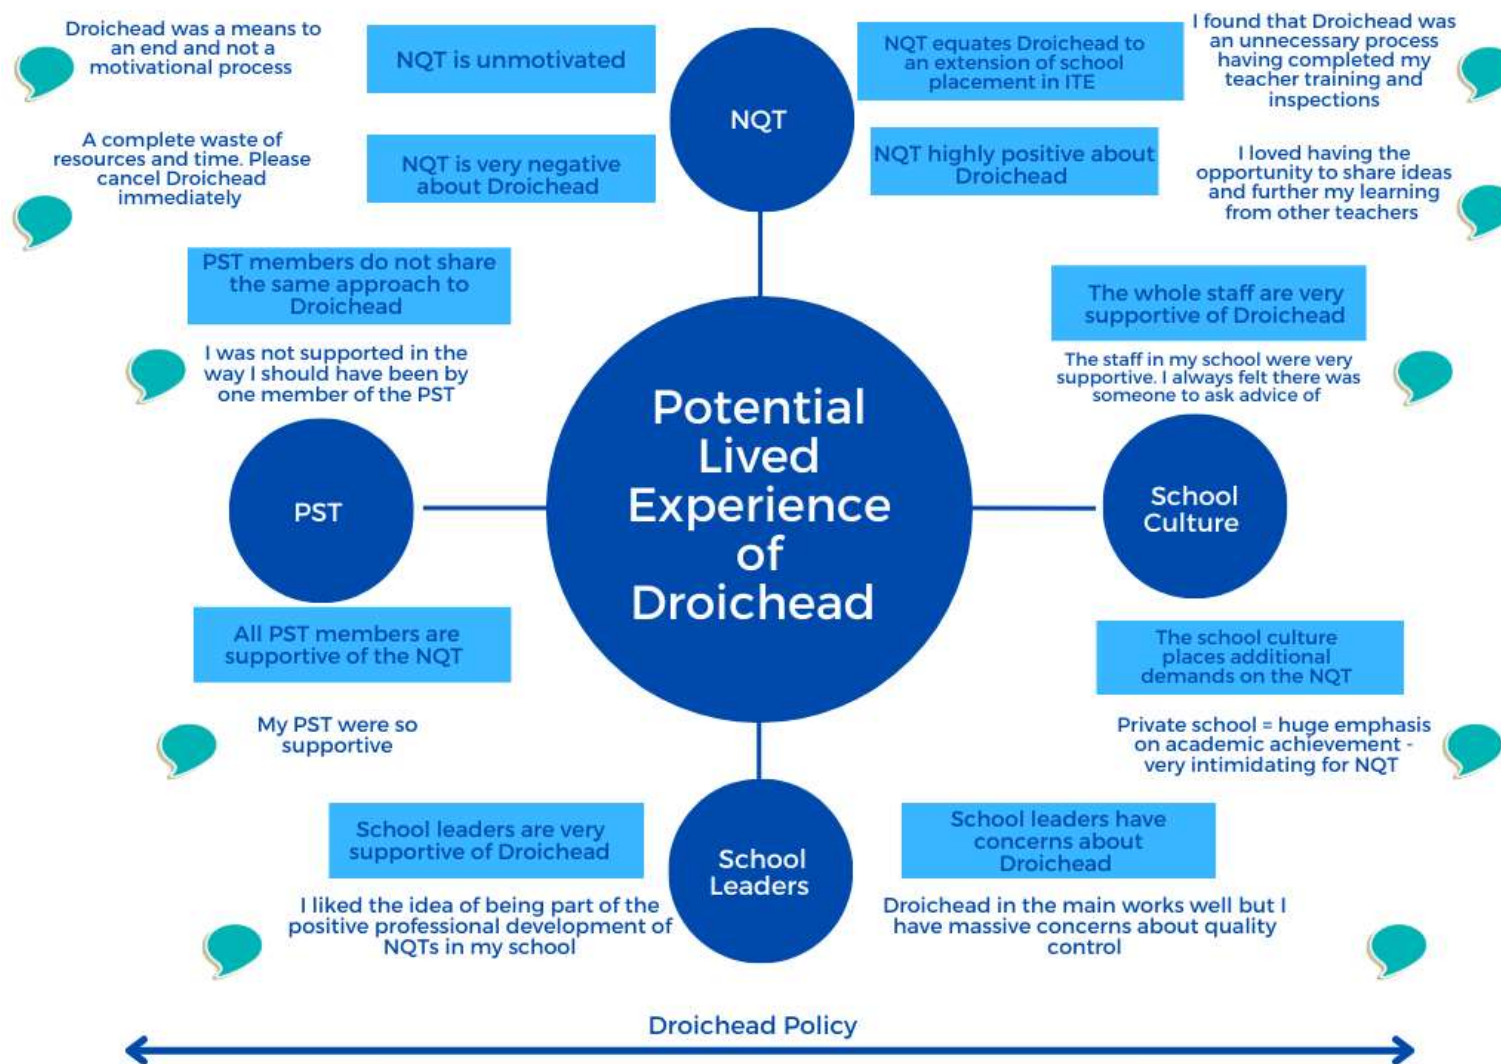 Droichead was a means to
an end and not a
motivational process
NQT is unmotivated
NQT
NQT equates Droichead to
an extension of school
placement in ITE
I found that Droichead was
an unnecessary process
having completed my
teacher training and
inspections
A complete waste of
resources and time. Please
cancel Droichead
immediately
NQT is very negative
about Droichead
NQT highly positive about
Droichead
I loved having the
opportunity to share ideas
and further my learning
from other teachers
PST members do not share
the same approach to
Droichead
I was not supported in the
way I should have been by
one member of the PST
The whole staff are very
supportive of Droichead
The staff in my school were very
supportive. I always felt there was
someone to ask advice of
PST
Potential
Lived
Experience
of
Droichead
School
Culture
All PST members are
supportive of the NQT
My PST were so
supportive
The school culture
places additional
demands on the NQT
Private school = huge emphasis
on academic achievement -
very intimidating for NQT
School leaders are very
supportive of Droichead
I liked the idea of being part of the
positive professional development of
NQTs in my school
School
Leaders
School leaders have
concerns about
Droichead
Droichead in the main works well but I
have massive concerns about quality
control
Droichead Policy